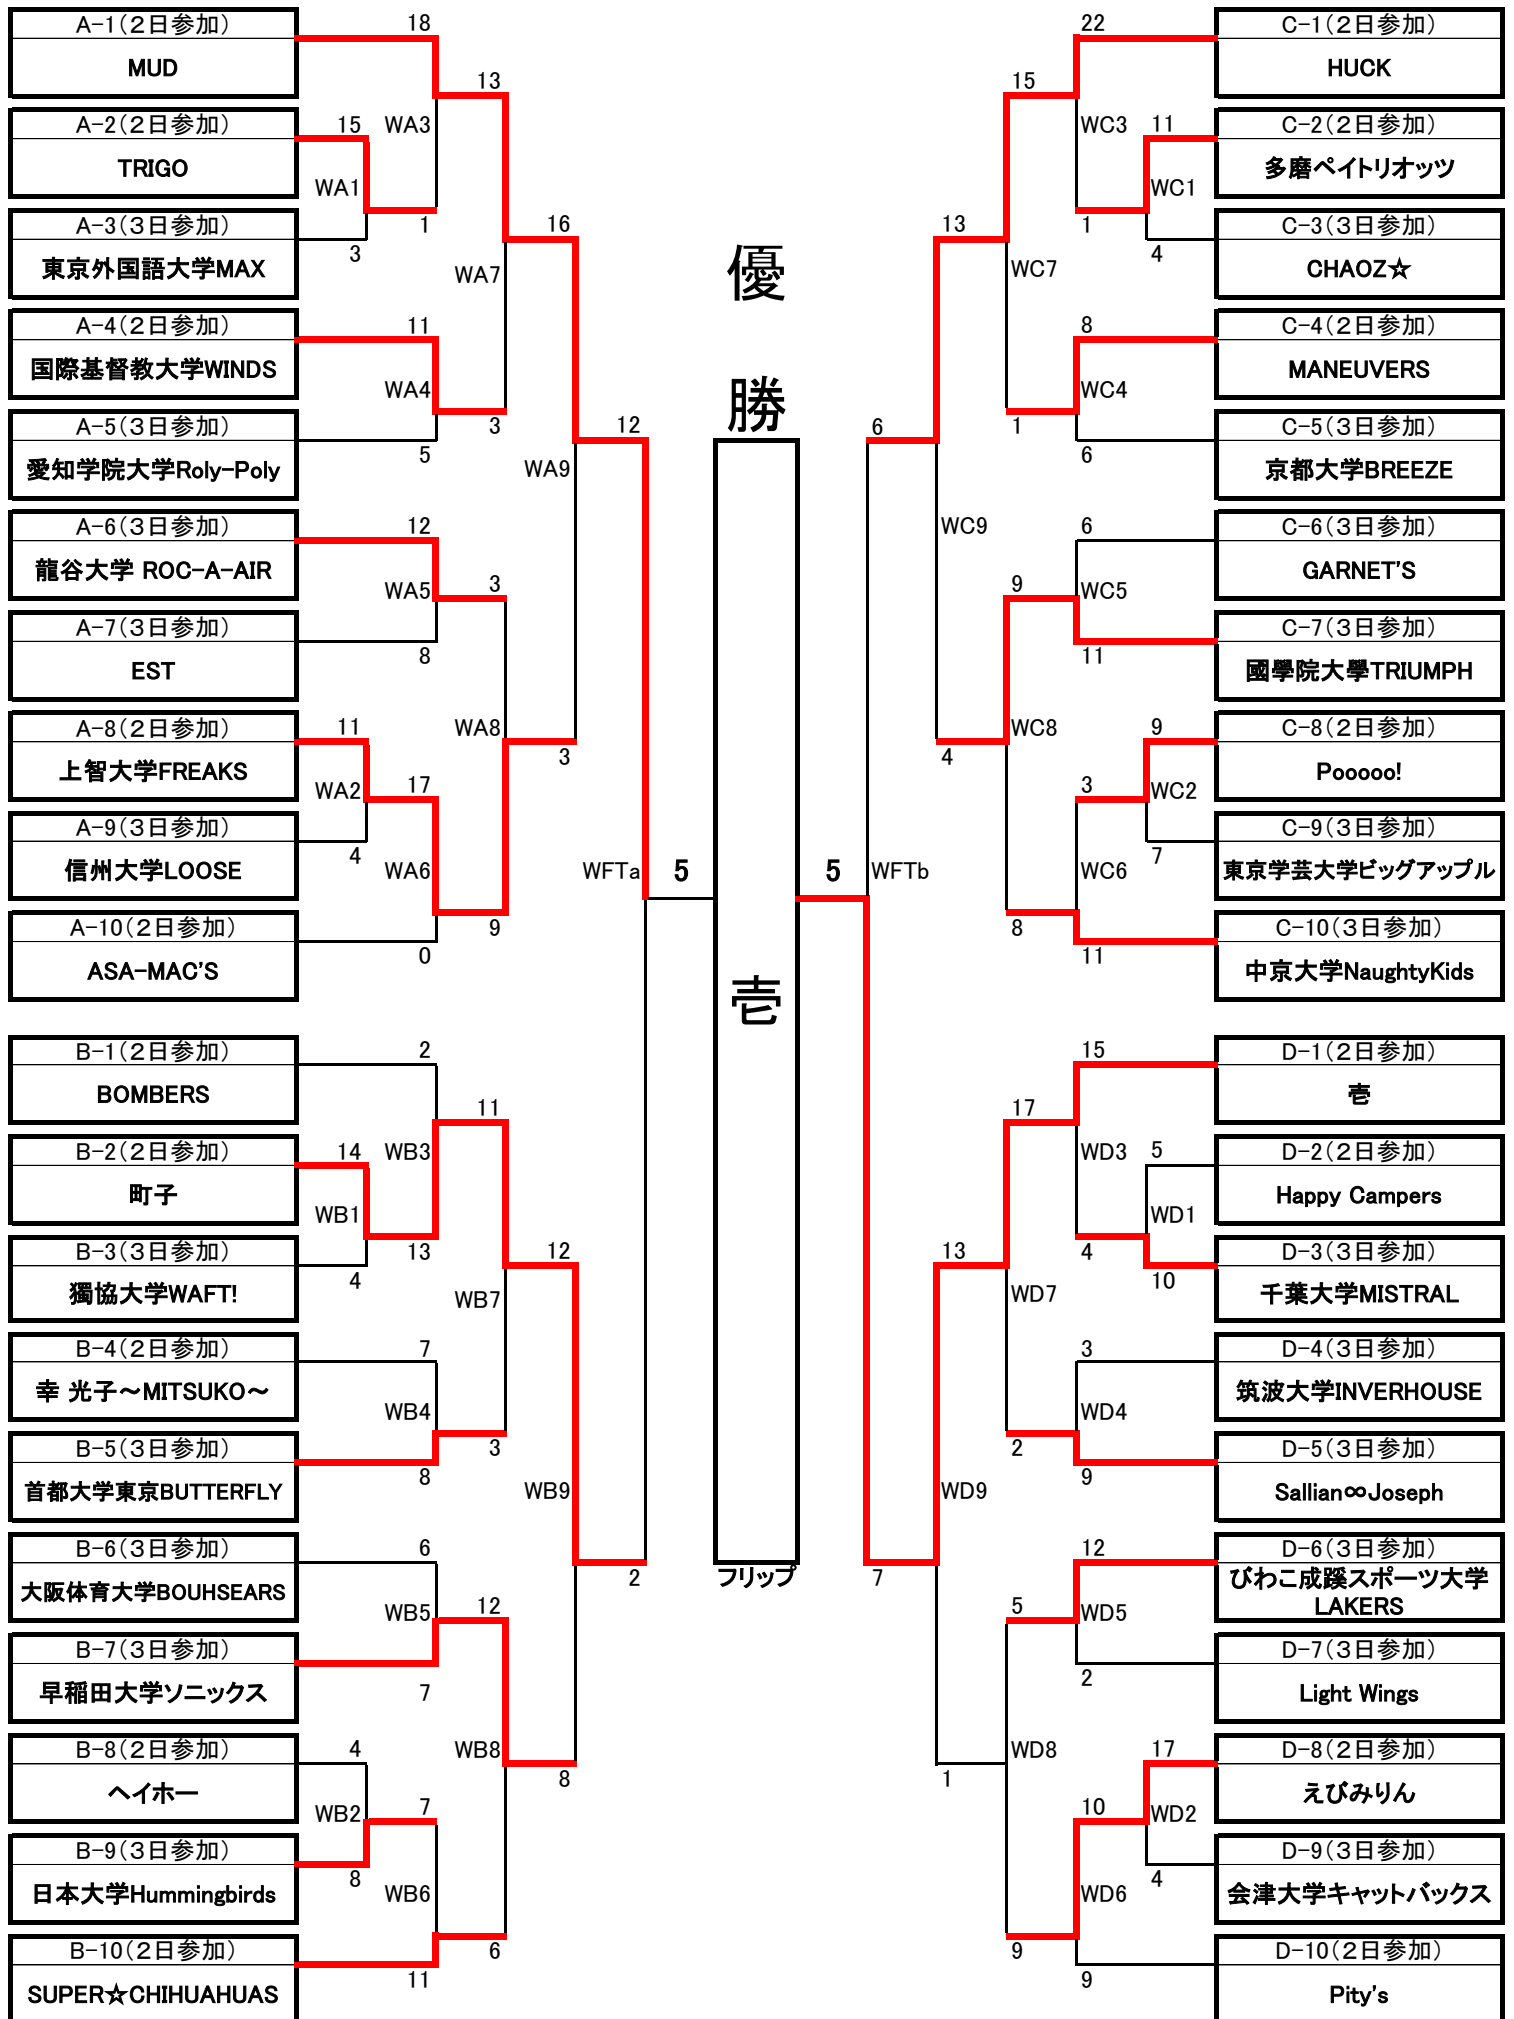 A-1(２日参加)
MUD
A-2(２日参加)
TRIGO
A-3(３日参加)
東京外国語大学MAX
A-4(２日参加)
国際基督教大学WINDS
A-5(３日参加)
愛知学院大学Roly-Poly
A-6(３日参加)
龍谷大学 ROC-A-AIR
A-7(３日参加)
EST
A-8(２日参加)
上智大学FREAKS
A-9(３日参加)
信州大学LOOSE
A-10(２日参加)
ASA-MAC'S
B-1(２日参加)
BOMBERS
B-2(２日参加)
町子
B-3(３日参加)
獨協大学WAFT!
B-4(２日参加)
幸 光子～MITSUKO～
B-5(３日参加)
首都大学東京BUTTERFLY
B-6(３日参加)
大阪体育大学BOUHSEARS
B-7(３日参加)
早稲田大学ソニックス
B-8(２日参加)
ヘイホー
B-9(３日参加)
日本大学Hummingbirds
B-10(２日参加)
SUPER☆CHIHUAHUAS
18
15
WA1
3
WA3
1
11
WA4
5
12
WA5
8
11
WA2
4
17
WA6
0
13
WA7
3
3
WA8
9
16
WA9
3
12
WFTa
5
2
14
WB1
4
WB3
13
7
WB4
8
6
WB5
7
4
WB2
8
7
WB6
11
11
WB7
3
12
WB8
6
12
WB9
8
2
優
勝
壱
フリップ
5
WFTb
6
7
13
WC9
4
15
WC7
1
9
WC8
8
22
WC3
1
11
WC1
4
8
WC4
6
6
WC5
11
9
WC2
7
3
WC6
11
13
WD9
1
17
WD7
2
5
WD8
9
15
WD3
4
5
WD1
10
3
WD4
9
12
WD5
2
17
WD2
4
10
WD6
9
C-1(２日参加)
HUCK
C-2(２日参加)
多磨ペイトリオッツ
C-3(３日参加)
CHAOZ☆
C-4(２日参加)
MANEUVERS
C-5(３日参加)
京都大学BREEZE
C-6(３日参加)
GARNET'S
C-7(３日参加)
國學院大學TRIUMPH
C-8(２日参加)
Pooooo!
C-9(３日参加)
東京学芸大学ビッグアップル
C-10(３日参加)
中京大学NaughtyKids
D-1(２日参加)
壱
D-2(２日参加)
Happy Campers
D-3(３日参加)
千葉大学MISTRAL
D-4(３日参加)
筑波大学INVERHOUSE
D-5(３日参加)
Sallian∞Joseph
D-6(３日参加)
びわこ成蹊スポーツ大学
LAKERS
D-7(３日参加)
Light Wings
D-8(２日参加)
えびみりん
D-9(３日参加)
会津大学キャットバックス
D-10(２日参加)
Pity's